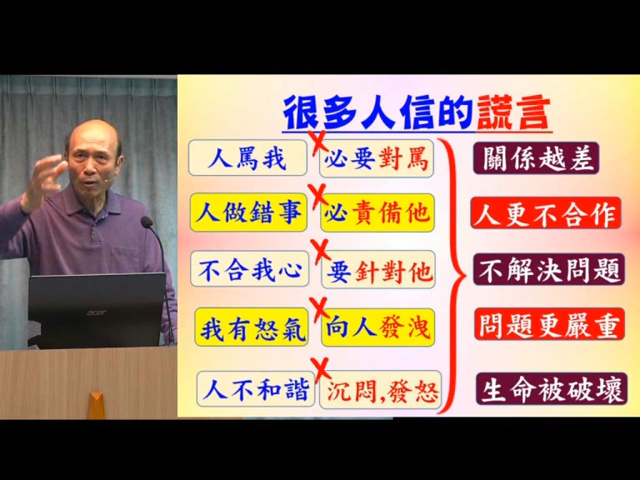 很多人信的謊言
人罵我 必要對罵 關係越差
人做錯事 必責備他 人更不合作
不合我心 要針對他 不解決問題
我有怒氣 向人發洩 問題更嚴重
人不和諧 沉悶,發怒 生命被破壞
acer